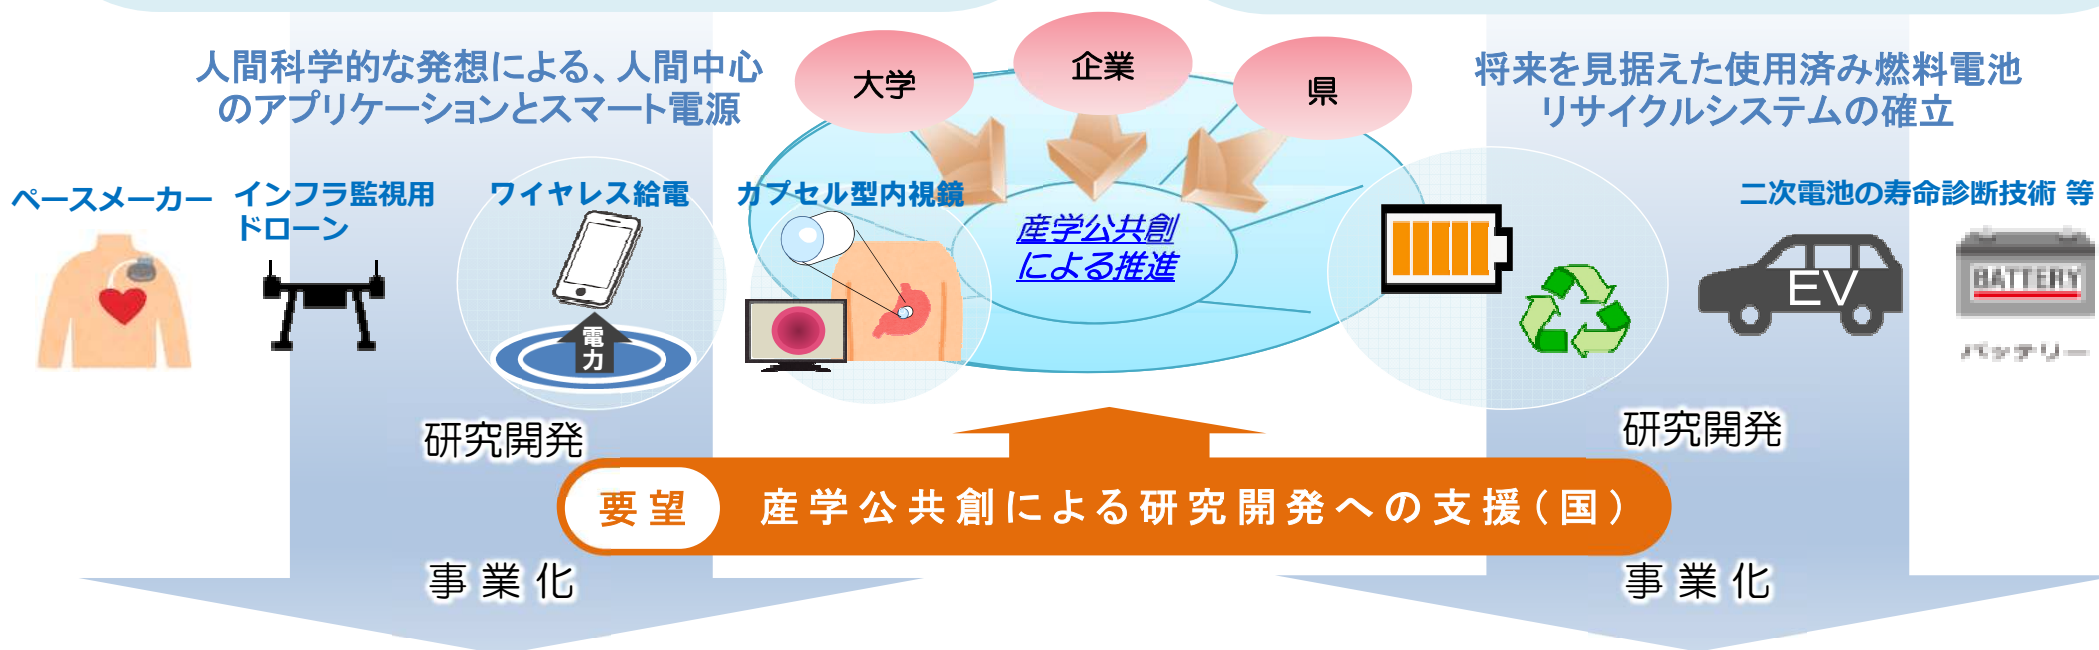 人間科学的な発想による、人間中心
のアプリケーションとスマート電源
大学
企業
県
将来を見据えた使用済み燃料電池
リサイクルシステムの確立
ペースメーカー
インフラ監視用
ドローン
ワイヤレス給電
カプセル型内視鏡
産学公共創
による推進
二次電池の寿命診断技術 等
電
力
EV
BATTERY
バッテリー
研究開発
研究開発
要望 産学公共創による研究開発への支援(国)
事業化
事業化